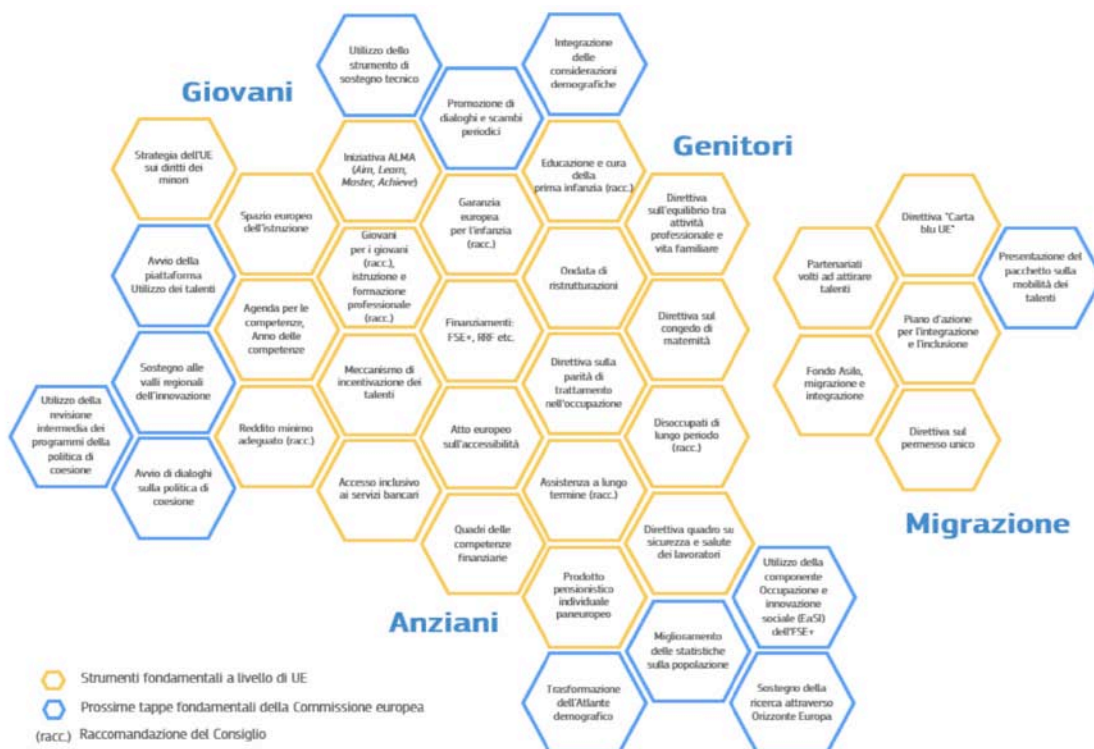 Giovani
Genitori
Anziani
Migrazione
Utilizzo dello
strumento di
sostegno tecnico
Integrazione
delle
considerazioni
demografiche
Promozione di
dialoghi e scambi
periodici
Strategia dell'UE
sui diritti dei
minori
Iniziativa ALMA
(Aim, Learn,
Master, Achieve)
Educazione e cura
della
prima infanzia (racc.)
Spazio europeo
dell'istruzione
Garanzia
europea
per l'infanzia
(racc.)
Direttiva
sull'equilibrio tra
attività
professionale e
vita familiare
Avvio della
piattaforma
Utilizzo dei talenti
Giovani
per i giovani
(racc.),
istruzione e
formazione
professionale
(racc.)
Ondata di
ristrutturazioni
Agenda per le
competenze,
Anno delle
competenze
Finanziamenti:
FSE+, RRF etc.
Direttiva sul
congedo di
maternità
Sostegno alle
valli regionali
dell'innovazione
Meccanismo di
incentivazione dei
talenti
Direttiva sulla
parità di
trattamento
nell'occupazione
Utilizzo della
revisione
intermedia dei
programmi della
politica di
coesione
Reddito minimo
adeguato (racc.)
Atto europeo
sull'accessibilità
Disoccupati di
lungo periodo
(racc.)
Avvio di dialoghi
sulla politica di
coesione
Accesso inclusivo
ai servizi bancari
Assistenza a lungo
termine (racc.)
Quadri delle
competenze
finanziarie
Direttiva quadro su
sicurezza e salute
dei lavoratori
Prodotto
pensionistico
individuale
paneuropeo
Utilizzo della
componente
Occupazione e
innovazione
sociale (EaSI)
dell'FSE+
Miglioramento
delle statistiche
sulla popolazione
Trasformazione
dell'Atlante
demografico
Sostegno della
ricerca attraverso
Orizzonte Europa
Direttiva "Carta
blu UE"
Partenariati
volti ad attirare
talenti
Presentazione del
pacchetto sulla
mobilità dei
talenti
Piano d'azione
per l'integrazione
e l'inclusione
Fondo Asilo,
migrazione e
integrazione
Direttiva sul
permesso unico
Strumenti fondamentali a livello di UE
Prossime tappe fondamentali della Commissione europea
(racc.) Raccomandazione del Consiglio